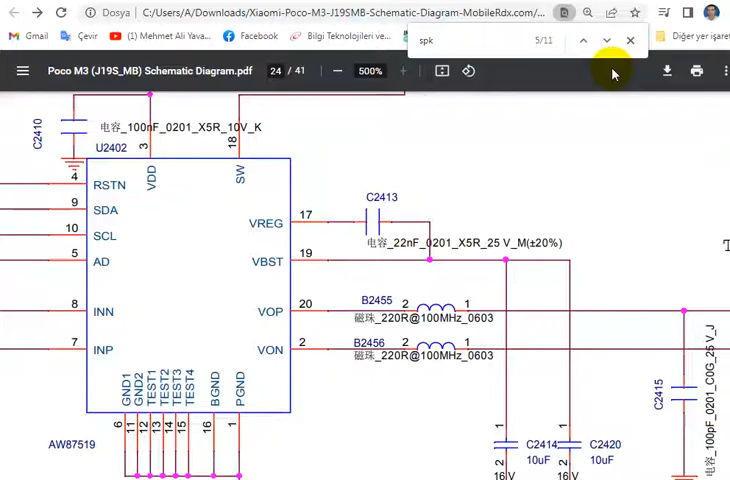 Dosya | C:/Users/A/Downloads/Xiaomi-Poco-M3-J19SMB-Schematic-Diagram-MobileRdx.com/...
Gmail Çevir (1) Mehmet Ali Yava... Facebook Bilgi Teknolojileri v... Diğer yer işaret
spk 5/11
Poco M3 (J19S_MB) Schematic Diagram.pdf 24 / 41 — 500% +
C2410
电容_100nF_0201_X5R_10V_K
U2402
3
18
VDD
SW
4 RSTN
9 SDA
10 SCL
5 AD
8 INN
7 INP
VREG 17
VBST 19
VOP 20
VON 2
C2413
电容_22nF_0201_X5R_25 V_M(±20%)
B2455 2 1
磁珠_220R@100MHz_0603
B2456 2 1
磁珠_220R@100MHz_0603
GND1
GND2
TEST1
TEST2
TEST3
TEST4
BGND
PGND
6
11
12
13
14
15
16
1
AW87519
1
C2414
10uF
2
16 V
1
C2420
10uF
2
16V
C2415
电容_100pF_0201_C0G_25 V_J